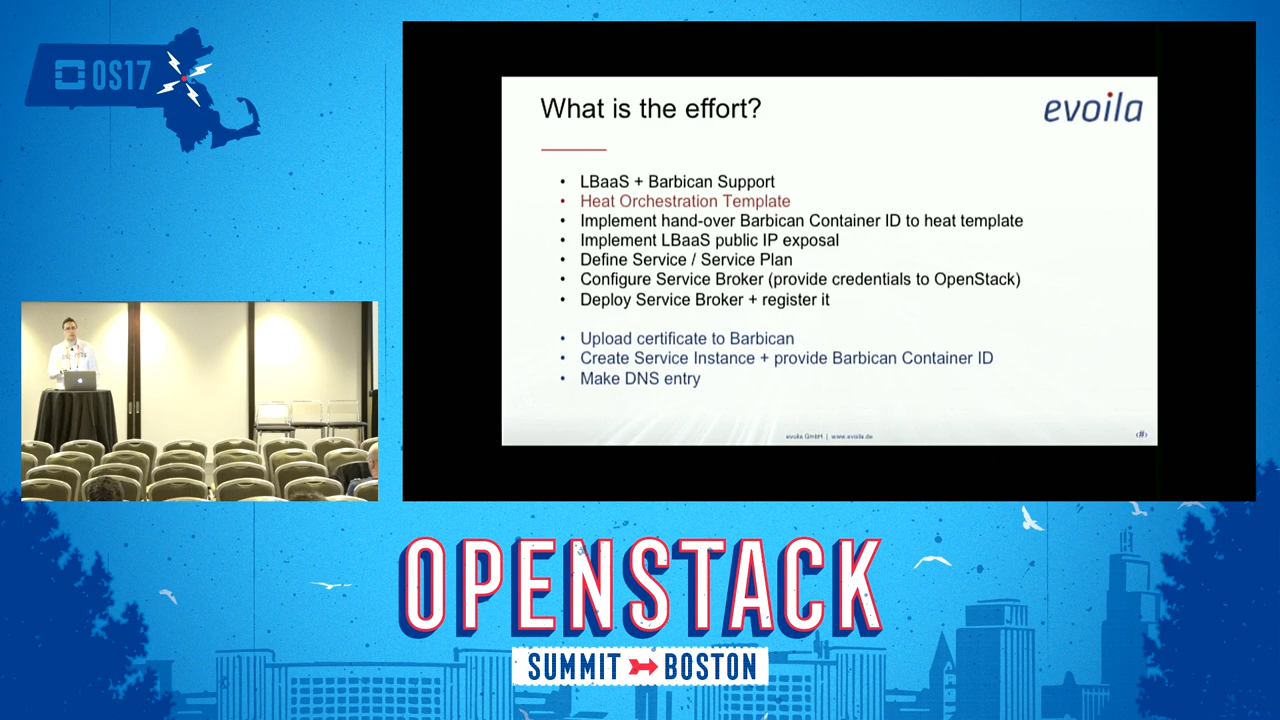 OS17
What is the effort?
evoila
• LBaaS + Barbican Support
• Heat Orchestration Template
• Implement hand-over Barbican Container ID to heat template
• Implement LBaaS public IP exposal
• Define Service / Service Plan
• Configure Service Broker (provide credentials to OpenStack)
• Deploy Service Broker + register it
• Upload certificate to Barbican
• Create Service Instance + provide Barbican Container ID
• Make DNS entry
evoila GmbH | www.evoila.de
‹#›
OPENSTACK
SUMMIT BOSTON